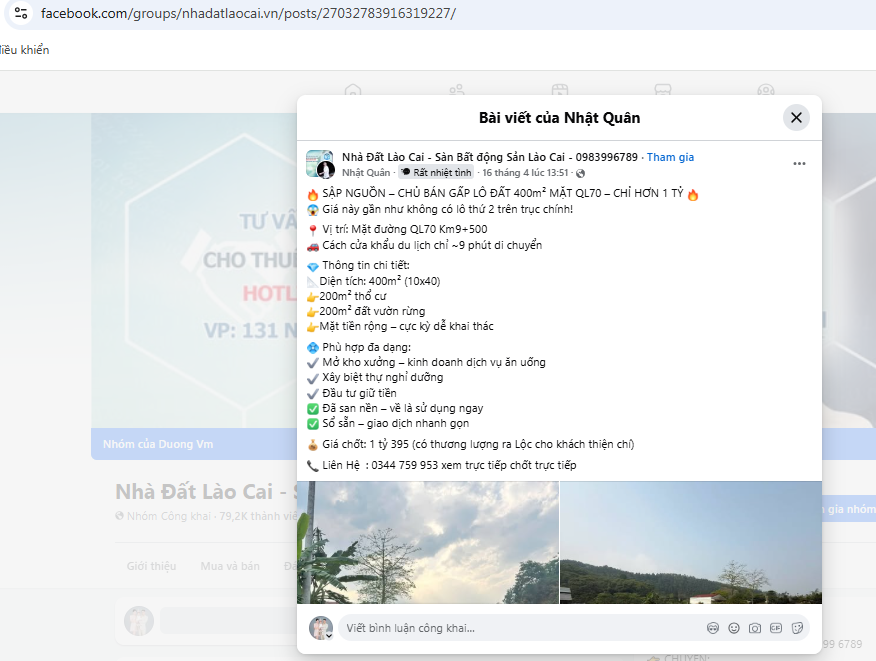 facebook.com/groups/nhadatlaocai.vn/posts/27032783916319227/
iều khiển
Bài viết của Nhật Quân
Nhà Đất Lào Cai - Sàn Bất động Sản Lào Cai - 0983996789 · Tham gia
Nhật Quân · Rất nhiệt tình · 16 tháng 4 lúc 13:51 ·
🔥 SẬP NGUỒN – CHỦ BÁN GẤP LÔ ĐẤT 400m² MẶT QL70 – CHỈ HƠN 1 TỶ 🔥
😱 Giá này gần như không có lô thứ 2 trên trục chính!
📍 Vị trí: Mặt đường QL70 Km9+500
🚗 Cách cửa khẩu du lịch chỉ ~9 phút di chuyển
💎 Thông tin chi tiết:
📐Diện tích: 400m² (10x40)
👉200m² thổ cư
👉200m² đất vườn rừng
👉Mặt tiền rộng – cực kỳ dễ khai thác
💠 Phù hợp đa dạng:
✔️ Mở kho xưởng – kinh doanh dịch vụ ăn uống
✔️ Xây biệt thự nghỉ dưỡng
✔️ Đầu tư giữ tiền
✅ Đã san nền – về là sử dụng ngay
✅ Sổ sẵn – giao dịch nhanh gọn
💰 Giá chốt: 1 tỷ 395 (có thương lượng ra Lộc cho khách thiện chí)
📞 Liên Hệ : 0344 759 953 xem trực tiếp chốt trực tiếp
Viết bình luận công khai...
GIF
TƯ VẤ
CHO THUÊ
HOTL
VP: 131 N
Nhóm của Duong Vm
Nhà Đất Lào Cai - S
Nhóm Công khai · 79,2K thành viê
gia nhóm
Giới thiệu
Mua và bán
99 6789
CHUYÊN: